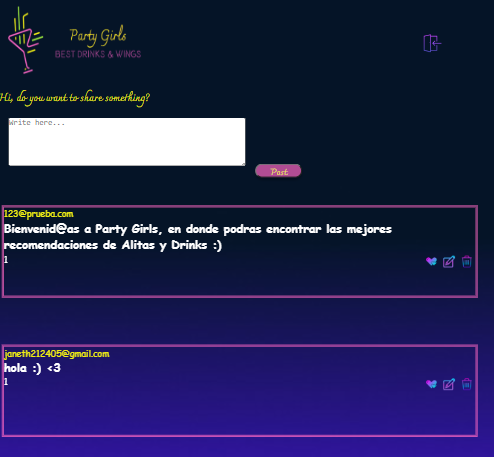 Party Girls
BEST DRINKS & WINGS
Hi, do you want to share something?
Write here...
Post
123@prueba.com
Bienvenid@as a Party Girls, en donde podras encontrar las mejores
recomendaciones de Alitas y Drinks :)
1
janeth212405@gmail.com
hola :) <3
1